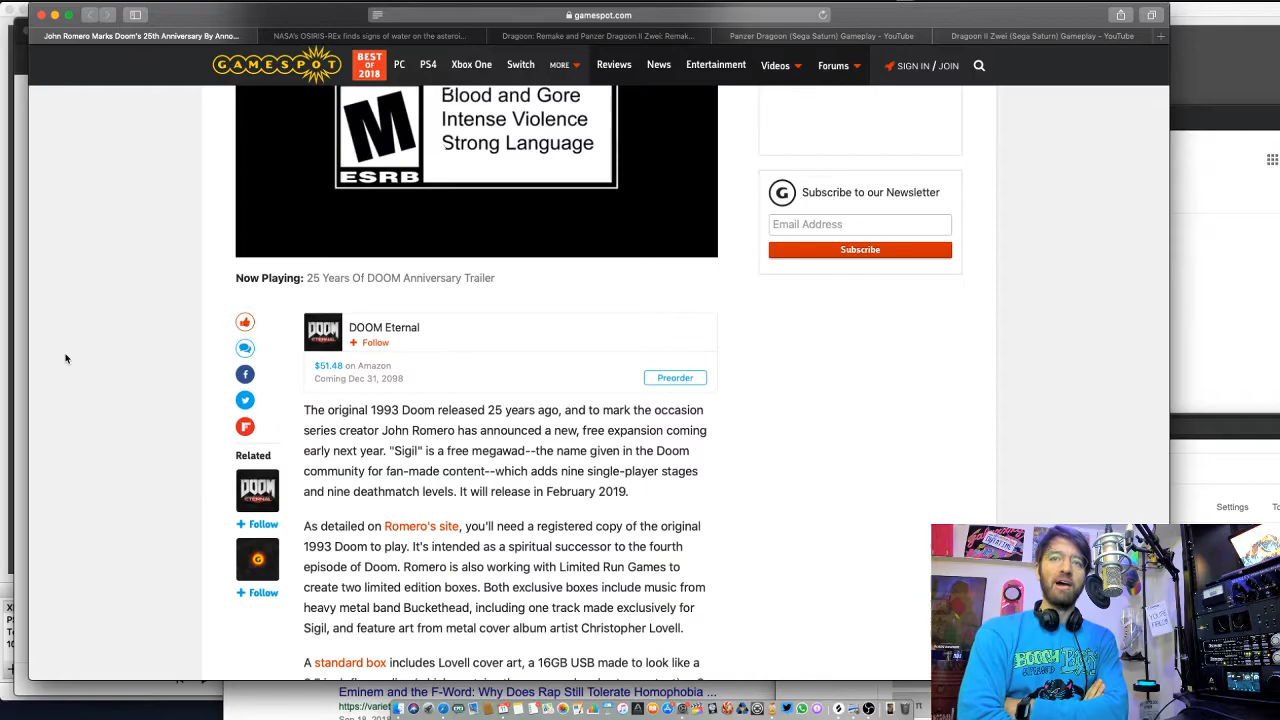 gamespot.com
John Romero Marks Doom's 25th Anniversary By Anno...
NASA's OSIRIS-REx finds signs of water on the asteroi...
Dragoon: Remake and Panzer Dragoon II Zwei: Remak...
Panzer Dragoon (Sega Saturn) Gameplay - YouTube
Dragoon II Zwei (Sega Saturn) Gameplay - YouTube
GAMESPOT
BEST OF 2018
PC PS4 Xbox One Switch MORE Reviews News Entertainment Videos Forums SIGN IN / JOIN
M
ESRB
Blood and Gore
Intense Violence
Strong Language
G Subscribe to our Newsletter
Email Address
Subscribe
Now Playing: 25 Years Of DOOM Anniversary Trailer
DOOM ETERNAL
DOOM Eternal
+ Follow
$51.48 on Amazon
Coming Dec 31, 2098
Preorder
The original 1993 Doom released 25 years ago, and to mark the occasion
series creator John Romero has announced a new, free expansion coming
early next year. "Sigil" is a free megawad--the name given in the Doom
community for fan-made content--which adds nine single-player stages
and nine deathmatch levels. It will release in February 2019.
Related
DOOM ETERNAL
+ Follow
+ Follow
As detailed on Romero's site, you'll need a registered copy of the original
1993 Doom to play. It's intended as a spiritual successor to the fourth
episode of Doom. Romero is also working with Limited Run Games to
create two limited edition boxes. Both exclusive boxes include music from
heavy metal band Buckethead, including one track made exclusively for
Sigil, and feature art from metal cover album artist Christopher Lovell.
A standard box includes Lovell cover art, a 16GB USB made to look like a
Settings
Eminem and the F-Word: Why Does Rap Still Tolerate Homophobia ...